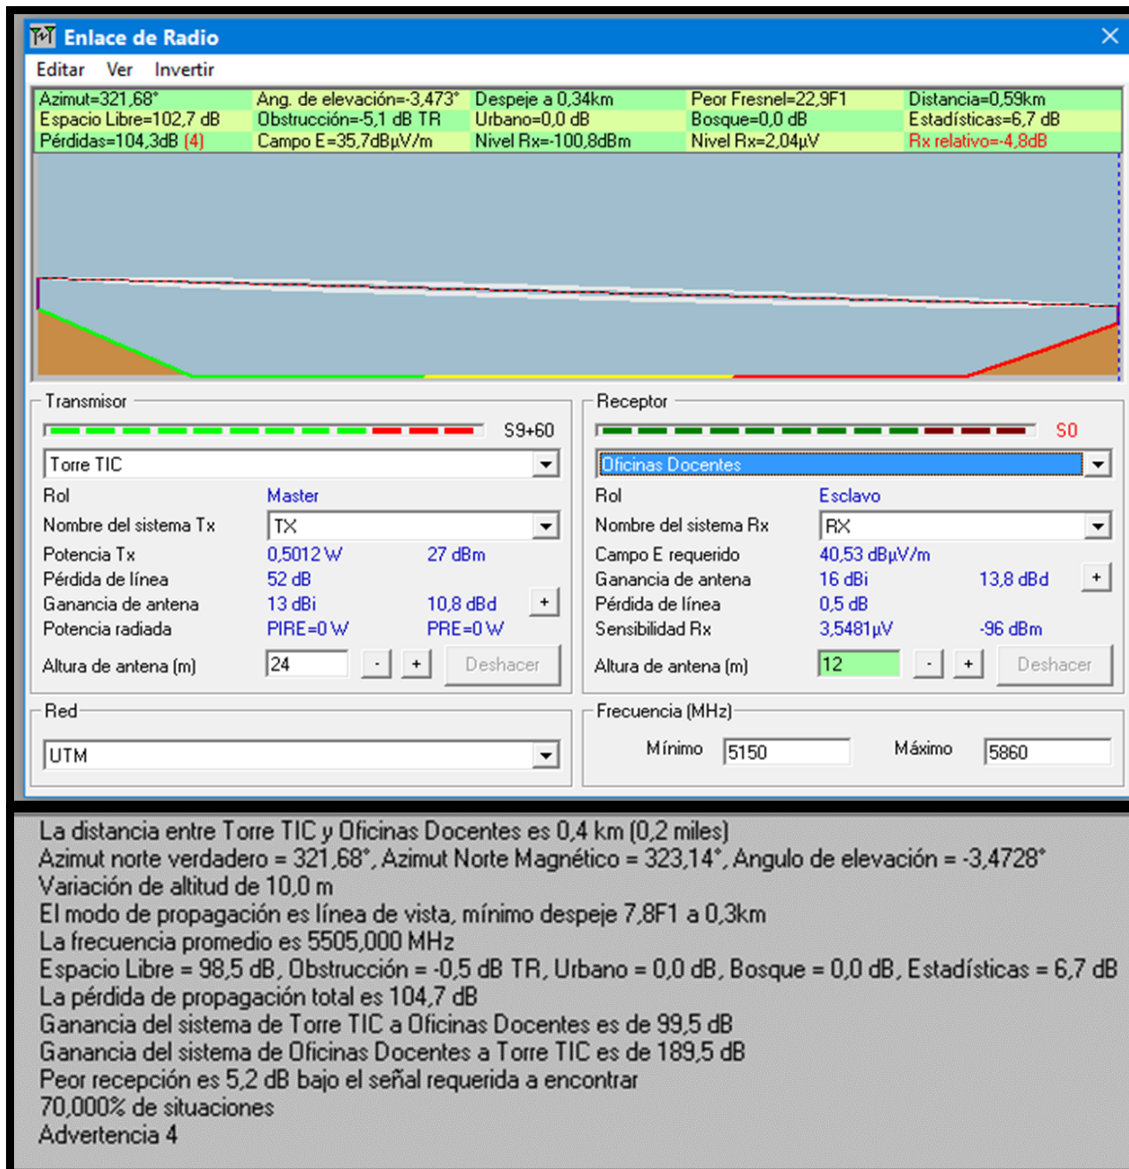 Enlace de Radio
Editar Ver Invertir
Azimut=321,68° Ang. de elevación=-3,473° Despeje a 0,34km Peor Fresnel=22,9F1 Distancia=0,59km
Espacio Libre=102,7 dB Obstrucción=-5,1 dB TR Urbano=0,0 dB Bosque=0,0 dB Estadísticas=6,7 dB
Pérdidas=104,3dB (4) Campo E=35,7dBμV/m Nivel Rx=-100,8dBm Nivel Rx=2,04μV Rx relativo=-4,8dB
Transmisor
S9+60
Torre TIC
Rol Master
Nombre del sistema Tx TX
Potencia Tx 0,5012 W 27 dBm
Pérdida de línea 52 dB
Ganancia de antena 13 dBi 10,8 dBd +
Potencia radiada PIRE=0 W PRE=0 W
Altura de antena (m) 24 - + Deshacer
Receptor
S0
Oficinas Docentes
Rol Esclavo
Nombre del sistema Rx RX
Campo E requerido 40,53 dBμV/m
Ganancia de antena 16 dBi 13,8 dBd +
Pérdida de línea 0,5 dB
Sensibilidad Rx 3,5481μV -96 dBm
Altura de antena (m) 12 - + Deshacer
Red
UTM
Frecuencia (MHz)
Mínimo 5150 Máximo 5860
La distancia entre Torre TIC y Oficinas Docentes es 0,4 km (0,2 miles)
Azimut norte verdadero = 321,68°, Azimut Norte Magnético = 323,14°, Angulo de elevación = -3,4728°
Variación de altitud de 10,0 m
El modo de propagación es línea de vista, mínimo despeje 7,8F1 a 0,3km
La frecuencia promedio es 5505,000 MHz
Espacio Libre = 98,5 dB, Obstrucción = -0,5 dB TR, Urbano = 0,0 dB, Bosque = 0,0 dB, Estadísticas = 6,7 dB
La pérdida de propagación total es 104,7 dB
Ganancia del sistema de Torre TIC a Oficinas Docentes es de 99,5 dB
Ganancia del sistema de Oficinas Docentes a Torre TIC es de 189,5 dB
Peor recepción es 5,2 dB bajo el señal requerida a encontrar
70,000% de situaciones
Advertencia 4